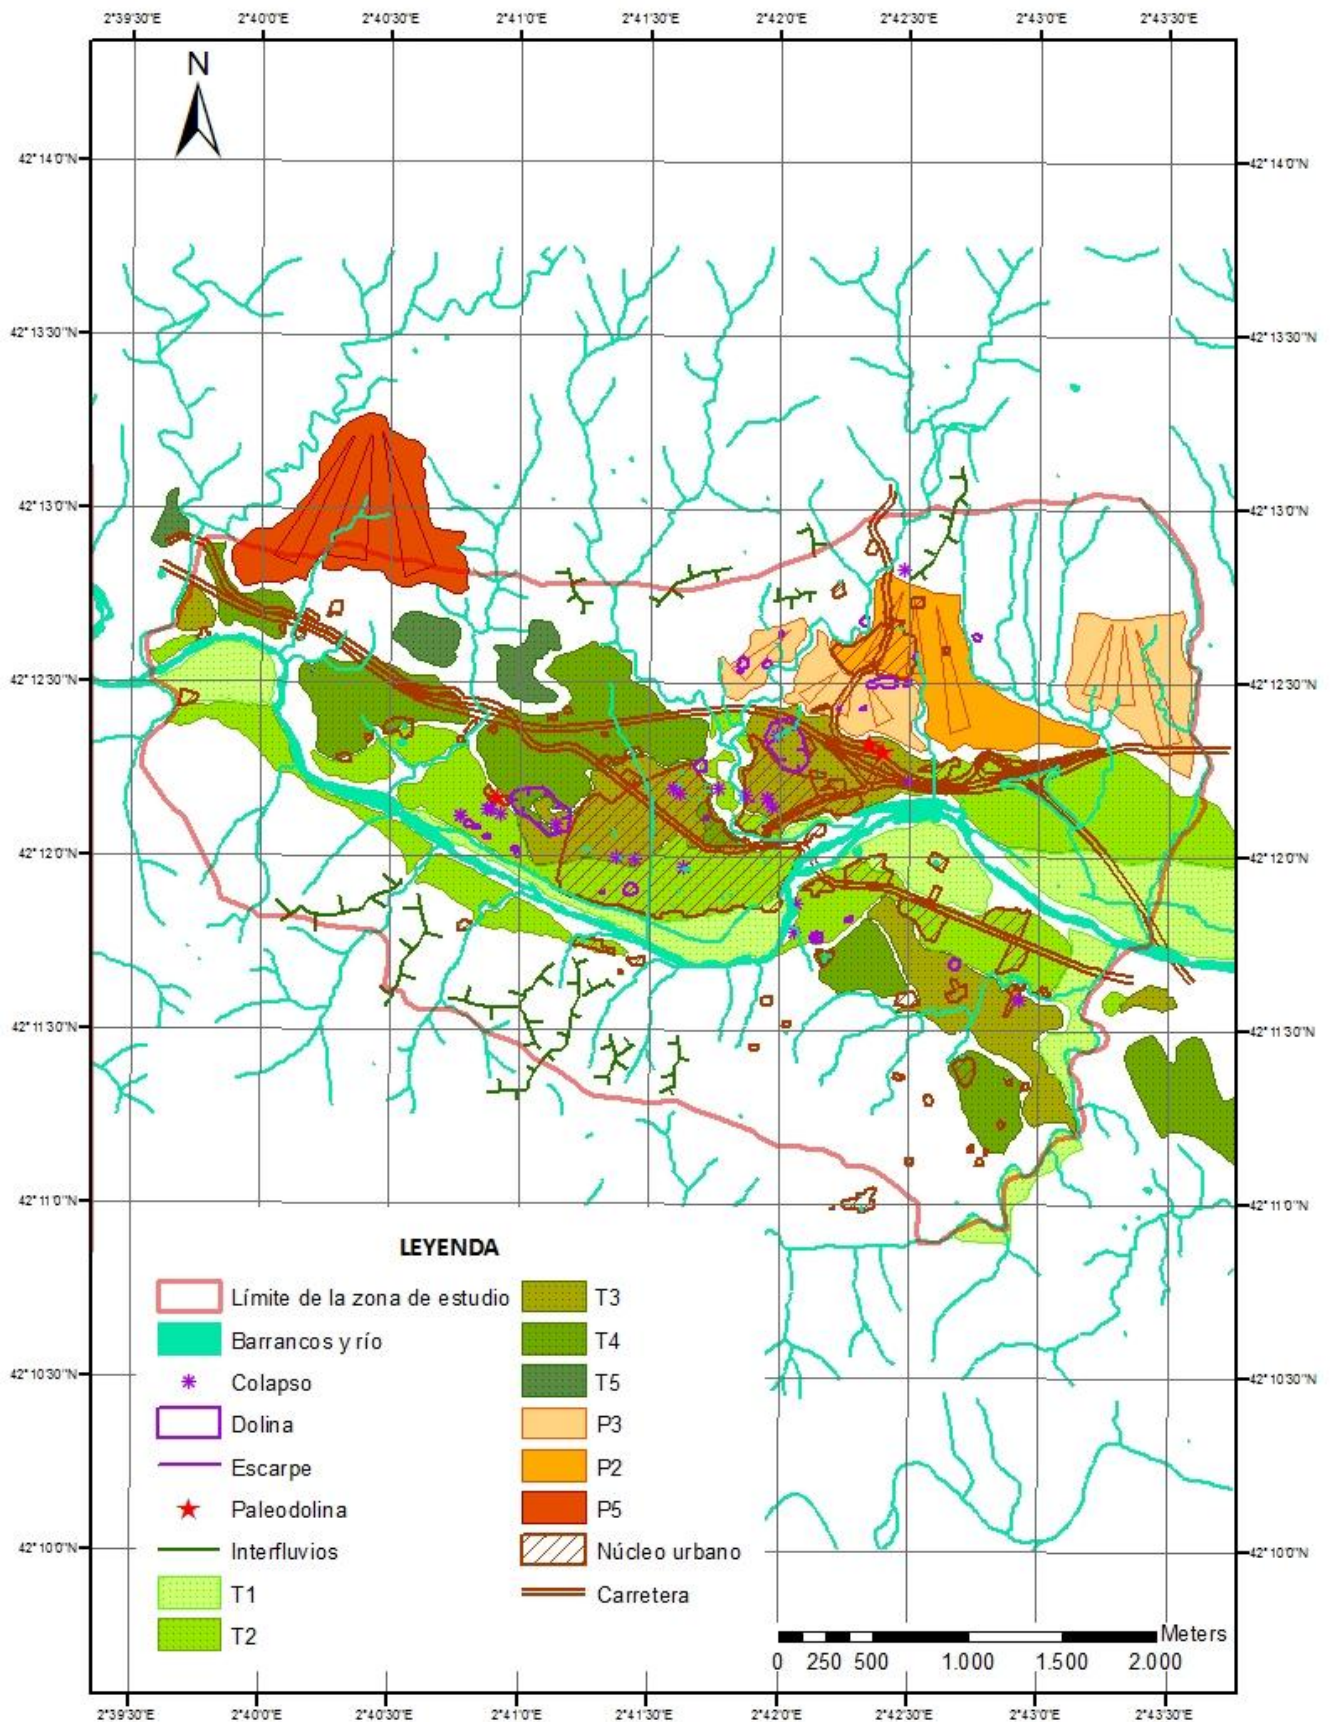 2°39'30"E 2°40'0"E 2°40'30"E 2°41'0"E 2°41'30"E 2°42'0"E 2°42'30"E 2°43'0"E 2°43'30"E
N
42°14'0"N 42°14'0"N
42°13'30"N 42°13'30"N
42°13'0"N 42°13'0"N
42°12'30"N 42°12'30"N
42°12'0"N 42°12'0"N
42°11'30"N 42°11'30"N
42°11'0"N 42°11'0"N
42°10'30"N 42°10'30"N
42°10'0"N 42°10'0"N
LEYENDA
Límite de la zona de estudio
Barrancos y río
Colapso
Dolina
Escarpe
Paleodolina
Interfluvios
T1
T2
T3
T4
T5
P3
P2
P5
Núcleo urbano
Carretera
Meters
0 250 500 1.000 1.500 2.000
2°39'30"E 2°40'0"E 2°40'30"E 2°41'0"E 2°41'30"E 2°42'0"E 2°42'30"E 2°43'0"E 2°43'30"E